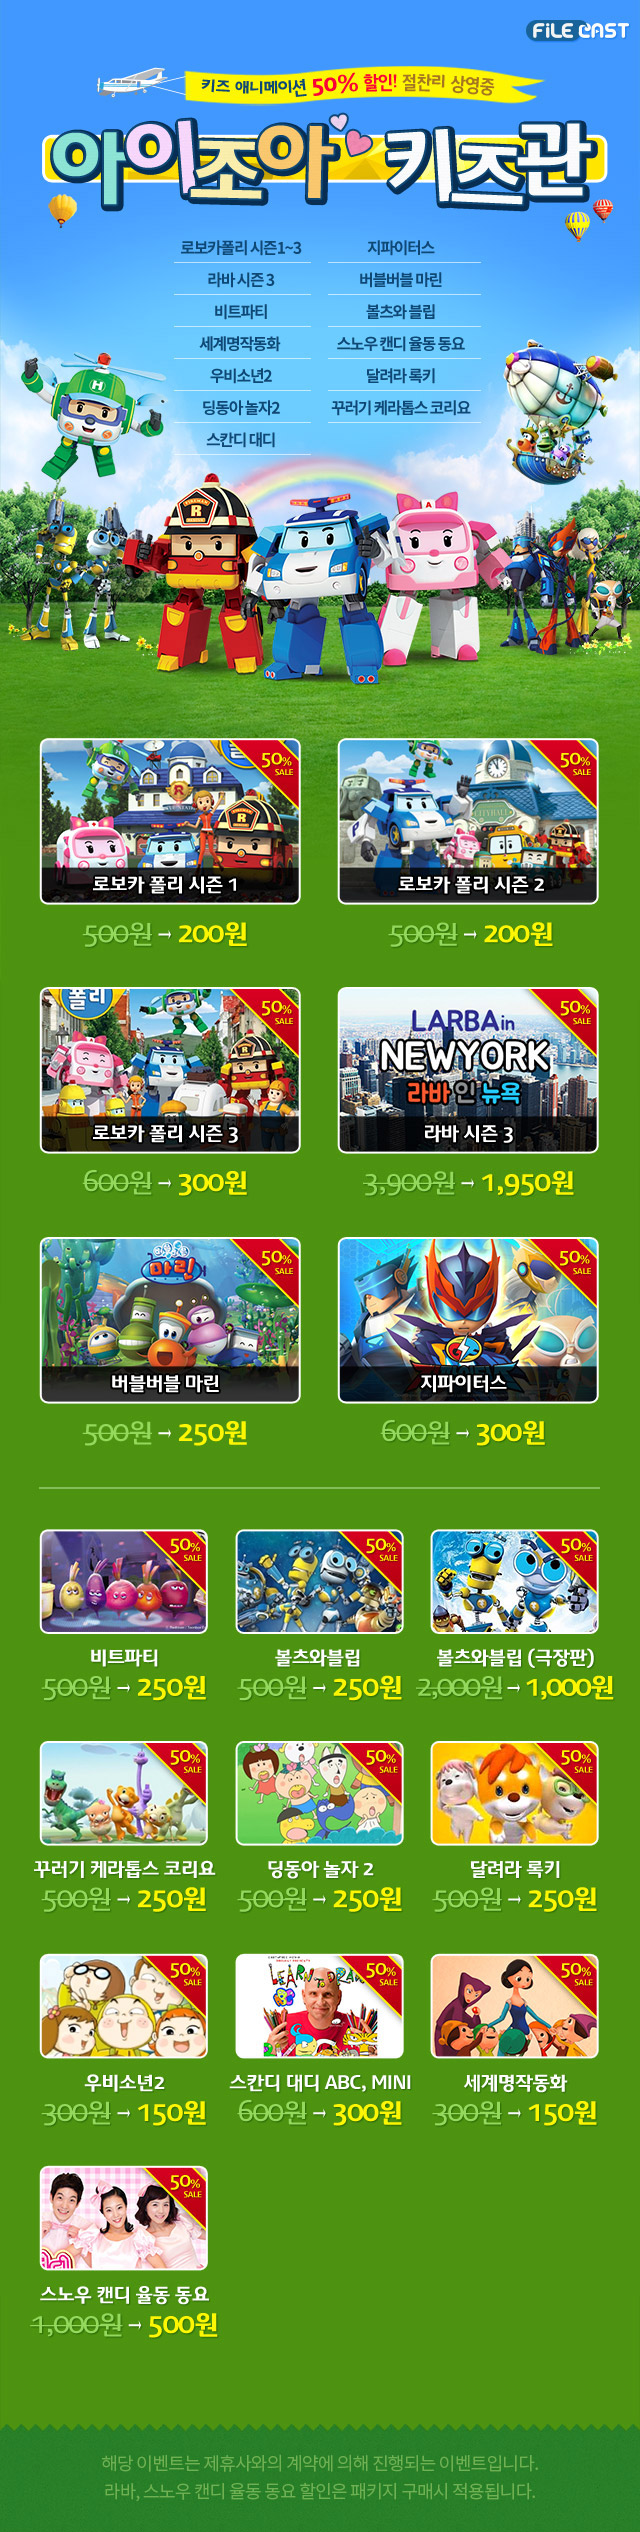 FiLE CAST
키즈 애니메이션 50% 할인! 절찬리 상영중
아이조아 키즈관
로보카폴리 시즌1~3
지파이터스
라바 시즌 3
버블버블 마린
비트파티
볼츠와 블립
세계명작동화
스노우 캔디 율동 동요
우비소년2
달려라 록키
딩동아 놀자2
꾸러기 케라톱스 코리요
스칸디 대디
H
R
A
50% SALE
로보카 폴리 시즌 1
500원 → 200원
50% SALE
로보카 폴리 시즌 2
500원 → 200원
폴리
50% SALE
로보카 폴리 시즌 3
600원 → 300원
LARBA in
NEWYORK
라바 인 뉴욕
50% SALE
라바 시즌 3
3,900원 → 1,950원
마린
50% SALE
버블버블 마린
500원 → 250원
50% SALE
지파이터스
600원 → 300원
50% SALE
비트파티
500원 → 250원
50% SALE
볼츠와블립
500원 → 250원
50% SALE
볼츠와블립 (극장판)
2,000원 → 1,000원
50% SALE
꾸러기 케라톱스 코리요
500원 → 250원
50% SALE
딩동아 놀자 2
500원 → 250원
50% SALE
달려라 록키
500원 → 250원
50% SALE
우비소년2
300원 → 150원
LEARN to DRAW
50% SALE
스칸디 대디 ABC, MINI
600원 → 300원
50% SALE
세계명작동화
300원 → 150원
50% SALE
스노우 캔디 율동 동요
1,000원 → 500원
해당 이벤트는 제휴사와의 계약에 의해 진행되는 이벤트입니다.
라바, 스노우 캔디 율동 동요 할인은 패키지 구매시 적용됩니다.